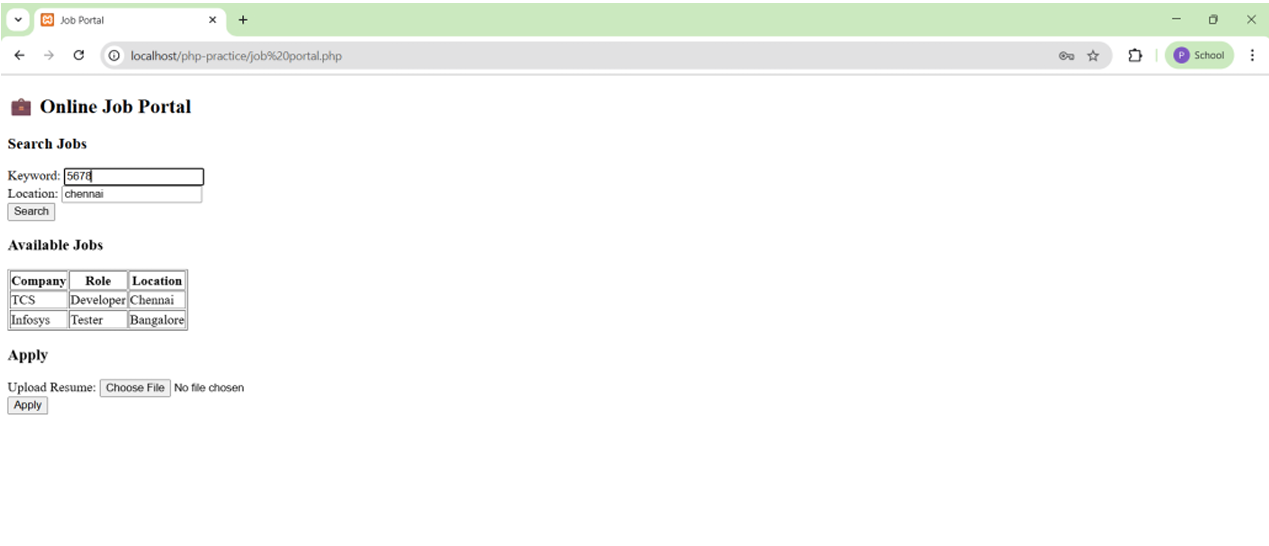 Job Portal
localhost/php-practice/job%20portal.php
P School
💼 Online Job Portal
Search Jobs
Keyword: 5678
Location: chennai
Search
Available Jobs
Company Role Location
TCS Developer Chennai
Infosys Tester Bangalore
Apply
Upload Resume: Choose File No file chosen
Apply